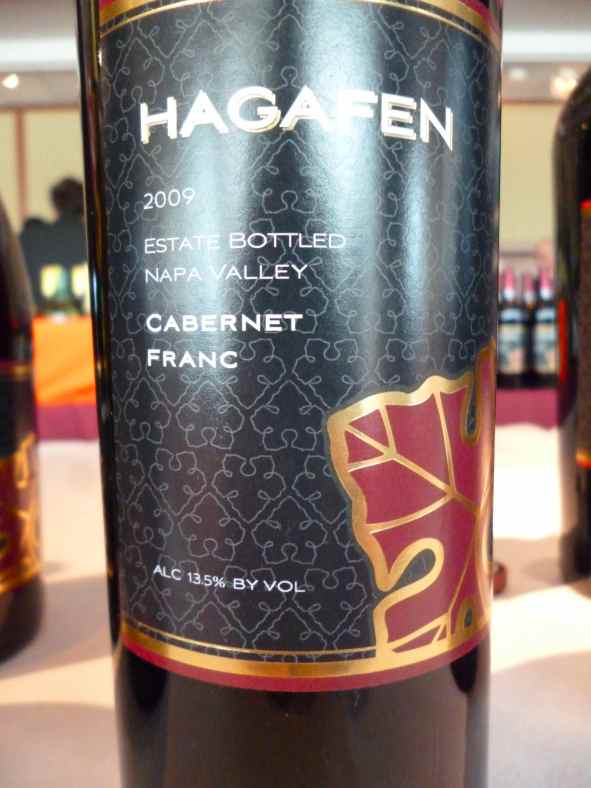 HAGAFEN
2009
ESTATE BOTTLED
NAPA VALLEY
CABERNET
FRANC
ALC 13.5% BY VOL